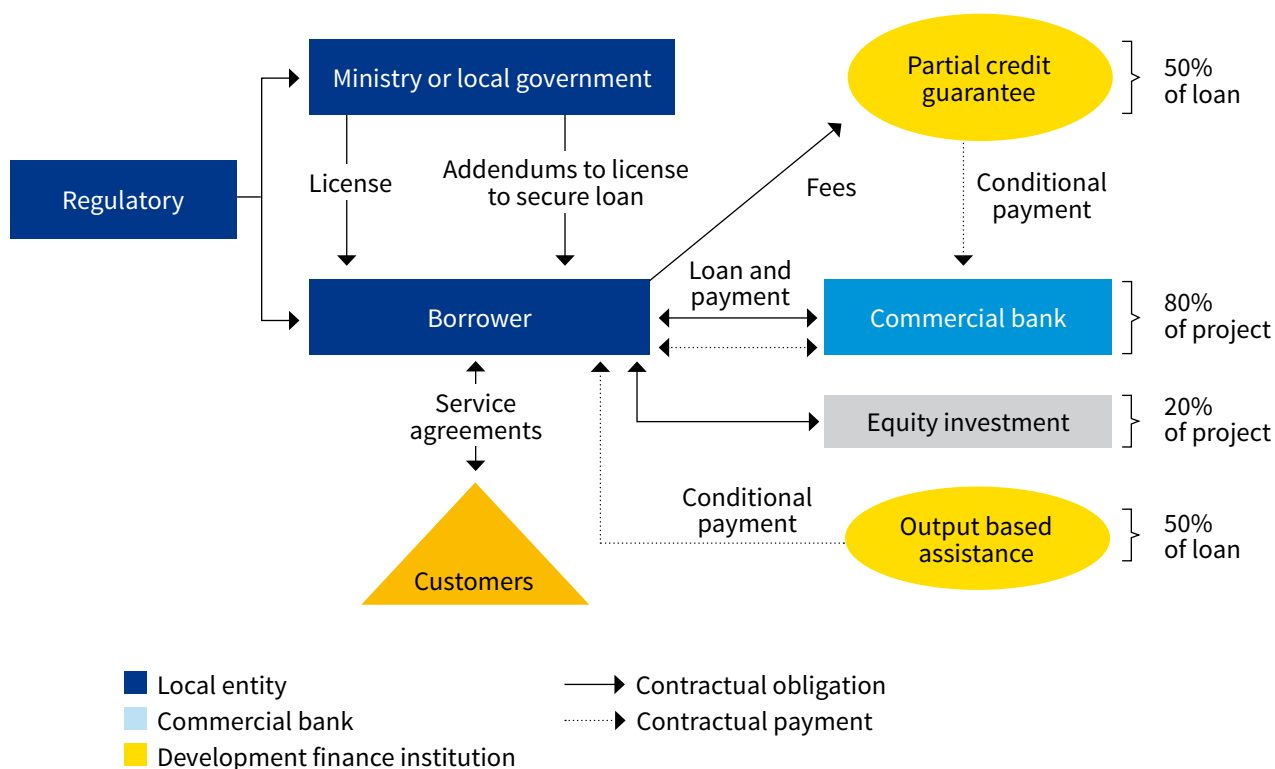 Ministry or local government
Partial credit
guarantee
50%
of loan
Regulatory
License
Addendums to license
to secure loan
Fees
Conditional
payment
Borrower
Loan and
payment
Commercial bank
80%
of project
Service
agreements
Equity investment
20%
of project
Customers
Conditional
payment
Output based
assistance
50%
of loan
Local entity
Commercial bank
Development finance institution
Contractual obligation
Contractual payment